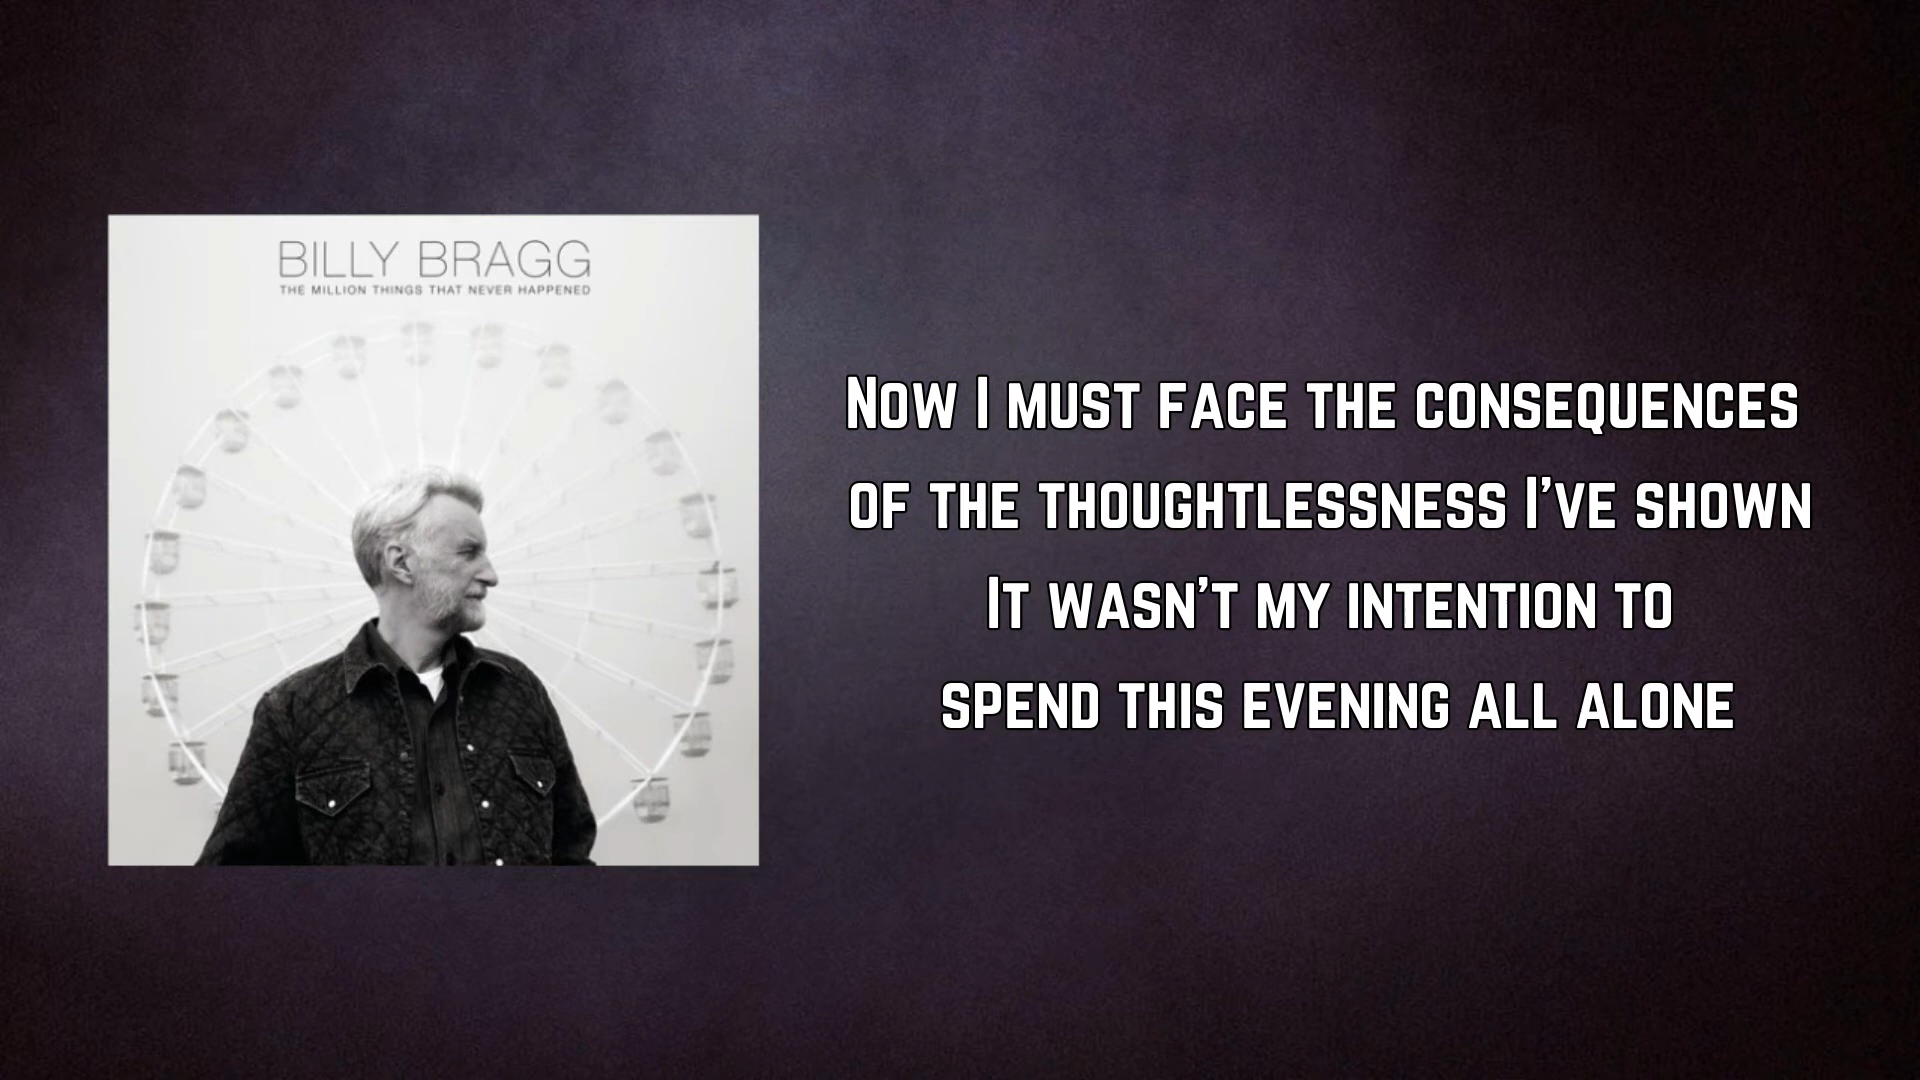 BILLY BRAGG
THE MILLION THINGS THAT NEVER HAPPENED
Now I must face the consequences
of the thoughtlessness I've shown
It wasn't my intention to
spend this evening all alone